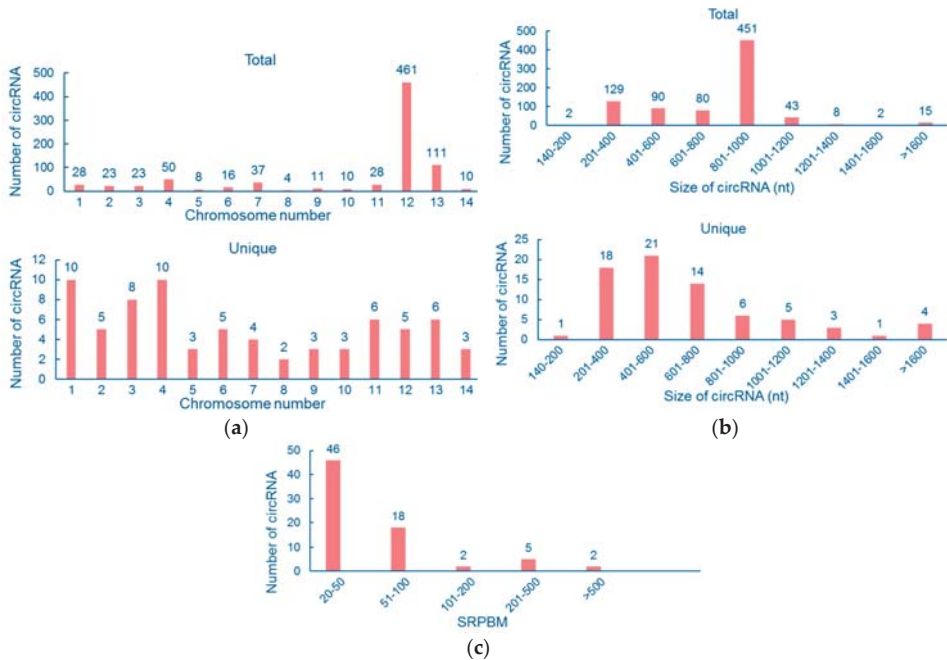 Total
Number of circRNA
500
400
300
200
100
0
28 23 23 50 8 16 37 4 11 10 28 461 111 10
1 2 3 4 5 6 7 8 9 10 11 12 13 14
Chromosome number
Unique
Number of circRNA
12
10
8
6
4
2
0
10 5 8 10 3 5 4 2 3 3 6 5 6 3
1 2 3 4 5 6 7 8 9 10 11 12 13 14
Chromosome number
(a)
Total
Number of circRNA
500
400
300
200
100
0
2 129 90 80 451 43 8 2 15
140-200 201-400 401-600 601-800 801-1000 1001-1200 1201-1400 1401-1600 >1600
Size of circRNA (nt)
Unique
Number of circRNA
25
20
15
10
5
0
1 18 21 14 6 5 3 1 4
140-200 201-400 401-600 601-800 801-1000 1001-1200 1201-1400 1401-1600 >1600
Size of circRNA (nt)
(b)
Number of circRNA
50
40
30
20
10
0
46 18 2 5 2
20-50 51-100 101-200 201-500 >500
SRPBM
(c)